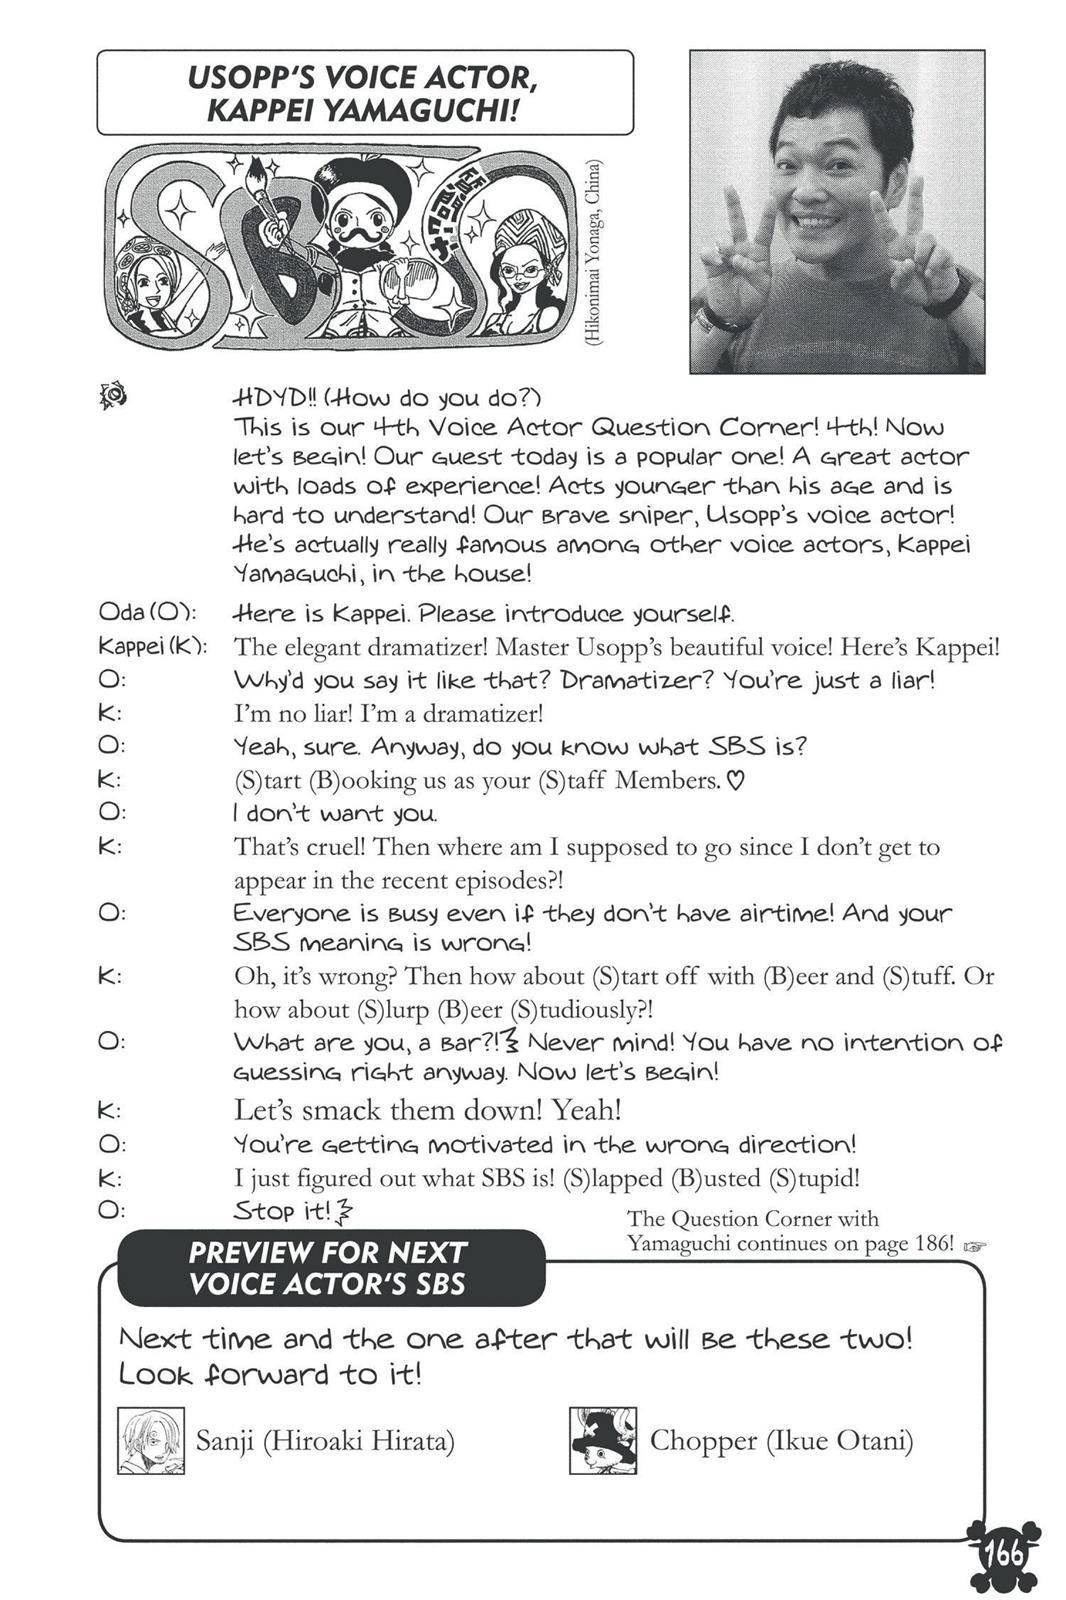 USOPP'S VOICE ACTOR,
KAPPEI YAMAGUCHI!
(Hikonimai Yonaga, China)
HDYD!! (How do you do?)
This is our 4th Voice Actor Question Corner! 4th! Now
let's begin! Our guest today is a popular one! A great actor
with loads of experience! Acts younger than his age and is
hard to understand! Our brave sniper, Usopp's voice actor!
He's actually really famous among other voice actors, Kappei
Yamaguchi, in the house!
Oda (O): Here is Kappei. Please introduce yourself.
Kappei (K): The elegant dramatizer! Master Usopp's beautiful voice! Here's Kappei!
O: Why'd you say it like that? Dramatizer? You're just a liar!
K: I'm no liar! I'm a dramatizer!
O: Yeah, sure. Anyway, do you know what SBS is?
K: (S)tart (B)ooking us as your (S)taff Members.♡
O: I don't want you.
K: That's cruel! Then where am I supposed to go since I don't get to
appear in the recent episodes?!
O: Everyone is busy even if they don't have airtime! And your
SBS meaning is wrong!
K: Oh, it's wrong? Then how about (S)tart off with (B)eer and (S)tuff. Or
how about (S)lurp (B)eer (S)tudiously?!
O: What are you, a bar?! Never mind! You have no intention of
guessing right anyway. Now let's begin!
K: Let's smack them down! Yeah!
O: You're getting motivated in the wrong direction!
K: I just figured out what SBS is! (S)lapped (B)usted (S)tupid!
O: Stop it!
The Question Corner with
Yamaguchi continues on page 186! ☞
PREVIEW FOR NEXT
VOICE ACTOR'S SBS
Next time and the one after that will be these two!
Look forward to it!
Sanji (Hiroaki Hirata)
Chopper (Ikue Otani)
166